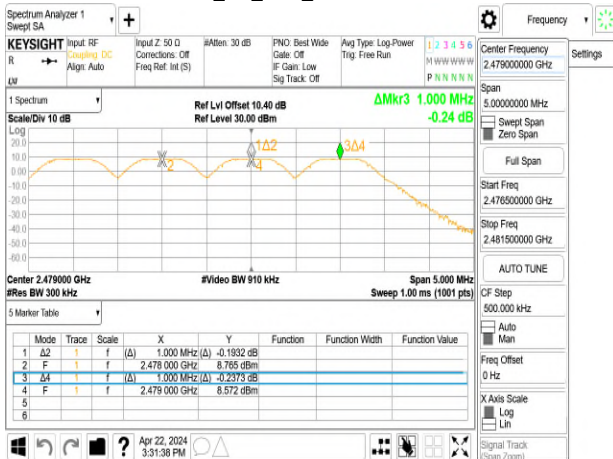 Spectrum Analyzer 1
Swept SA
+
Frequency
KEYSIGHT
R
Input: RF
Coupling: DC
Align: Auto
Input Z: 50 Ω
Corrections: Off
Freq Ref: Int (S)
#Atten: 30 dB
PNO: Best Wide
Gate: Off
IF Gain: Low
Sig Track: Off
Avg Type: Log-Power
Trig: Free Run
1 2 3 4 5 6
M W W W W W
P N N N N N
Center Frequency
2.479000000 GHz
Settings
Span
5.00000000 MHz
Swept Span
Zero Span
Full Span
Start Freq
2.476500000 GHz
Stop Freq
2.481500000 GHz
AUTO TUNE
CF Step
500.000 kHz
Auto
Man
Freq Offset
0 Hz
X Axis Scale
Log
Lin
Signal Track
(Span Zoom)
1 Spectrum
Scale/Div 10 dB
Ref Lvl Offset 10.40 dB
Ref Level 30.00 dBm
ΔMkr3 1.000 MHz
-0.24 dB
Log
20.0
10.0
0.00
-10.0
-20.0
-30.0
-40.0
-50.0
-60.0
2
1Δ2
4
3Δ4
Center 2.479000 GHz
#Res BW 300 kHz
#Video BW 910 kHz
Span 5.000 MHz
Sweep 1.00 ms (1001 pts)
5 Marker Table
Mode Trace Scale X Y Function Function Width Function Value
1 Δ2 1 f (Δ) 1.000 MHz (Δ) -0.1932 dB
2 F 1 f 2.478 000 GHz 8.765 dBm
3 Δ4 1 f (Δ) 1.000 MHz (Δ) -0.2373 dB
4 F 1 f 2.479 000 GHz 8.572 dBm
5
6
?
Apr 22, 2024
3:31:38 PM